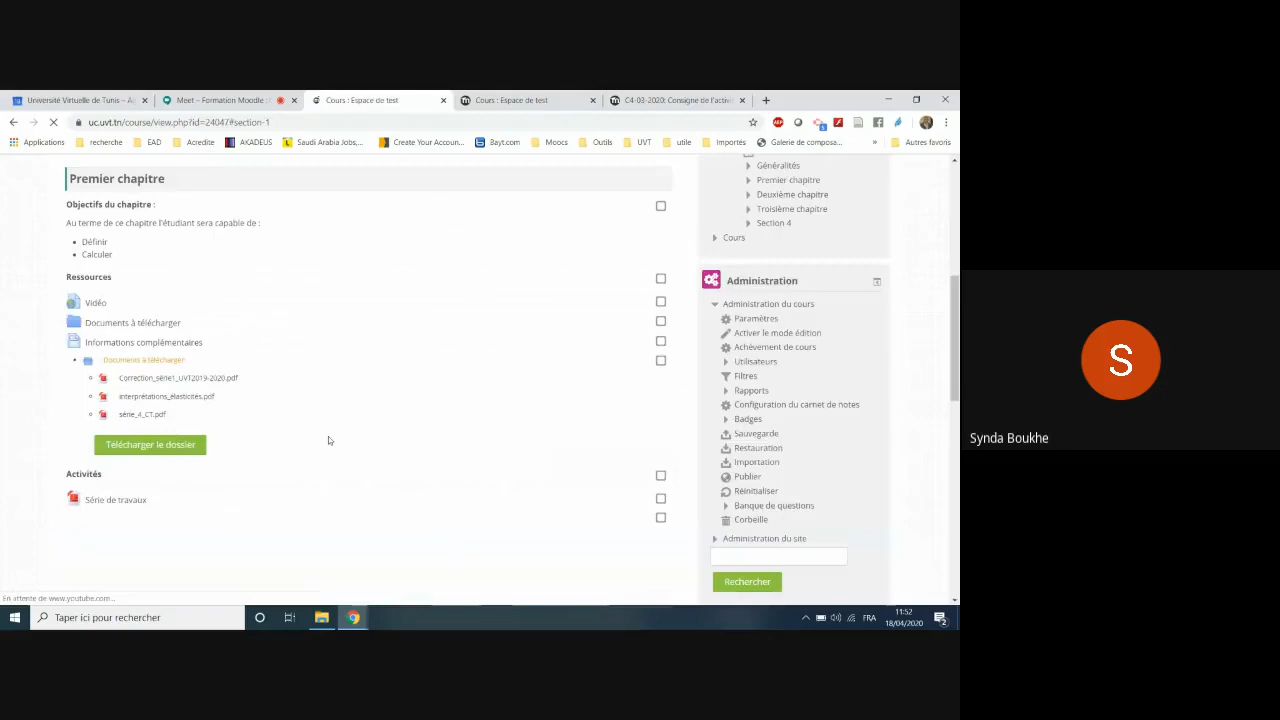 Université Virtuelle de Tunis – A
Meet – Formation Moodle
Cours : Espace de test
Cours : Espace de test
C4-03-2020: Consigne de l'activ
uc.uvt.tn/course/view.php?id=24047#section-1
Applications
recherche
EAD
Acredite
AKADEUS
Saudi Arabia Jobs,...
Create Your Accoun...
Bayt.com
Moocs
Outils
UVT
utile
Importés
Galerie de composa...
»
Autres favoris
Premier chapitre
Objectifs du chapitre :
Au terme de ce chapitre l'étudiant sera capable de :
Définir
Calculer
Ressources
Vidéo
Documents à télécharger
Informations complémentaires
Documents à télécharger
Correction_série1_UVT2019-2020.pdf
interprétations_élasticités.pdf
série_4_CT.pdf
Télécharger le dossier
Activités
Série de travaux
Généralités
Premier chapitre
Deuxième chapitre
Troisième chapitre
Section 4
Cours
Administration
Administration du cours
Paramètres
Activer le mode édition
Achèvement de cours
Utilisateurs
Filtres
Rapports
Configuration du carnet de notes
Badges
Sauvegarde
Restauration
Importation
Publier
Réinitialiser
Banque de questions
Corbeille
Administration du site
Rechercher
En attente de www.youtube.com...
Taper ici pour rechercher
FRA
11:52
18/04/2020
2
S
Synda Boukhe